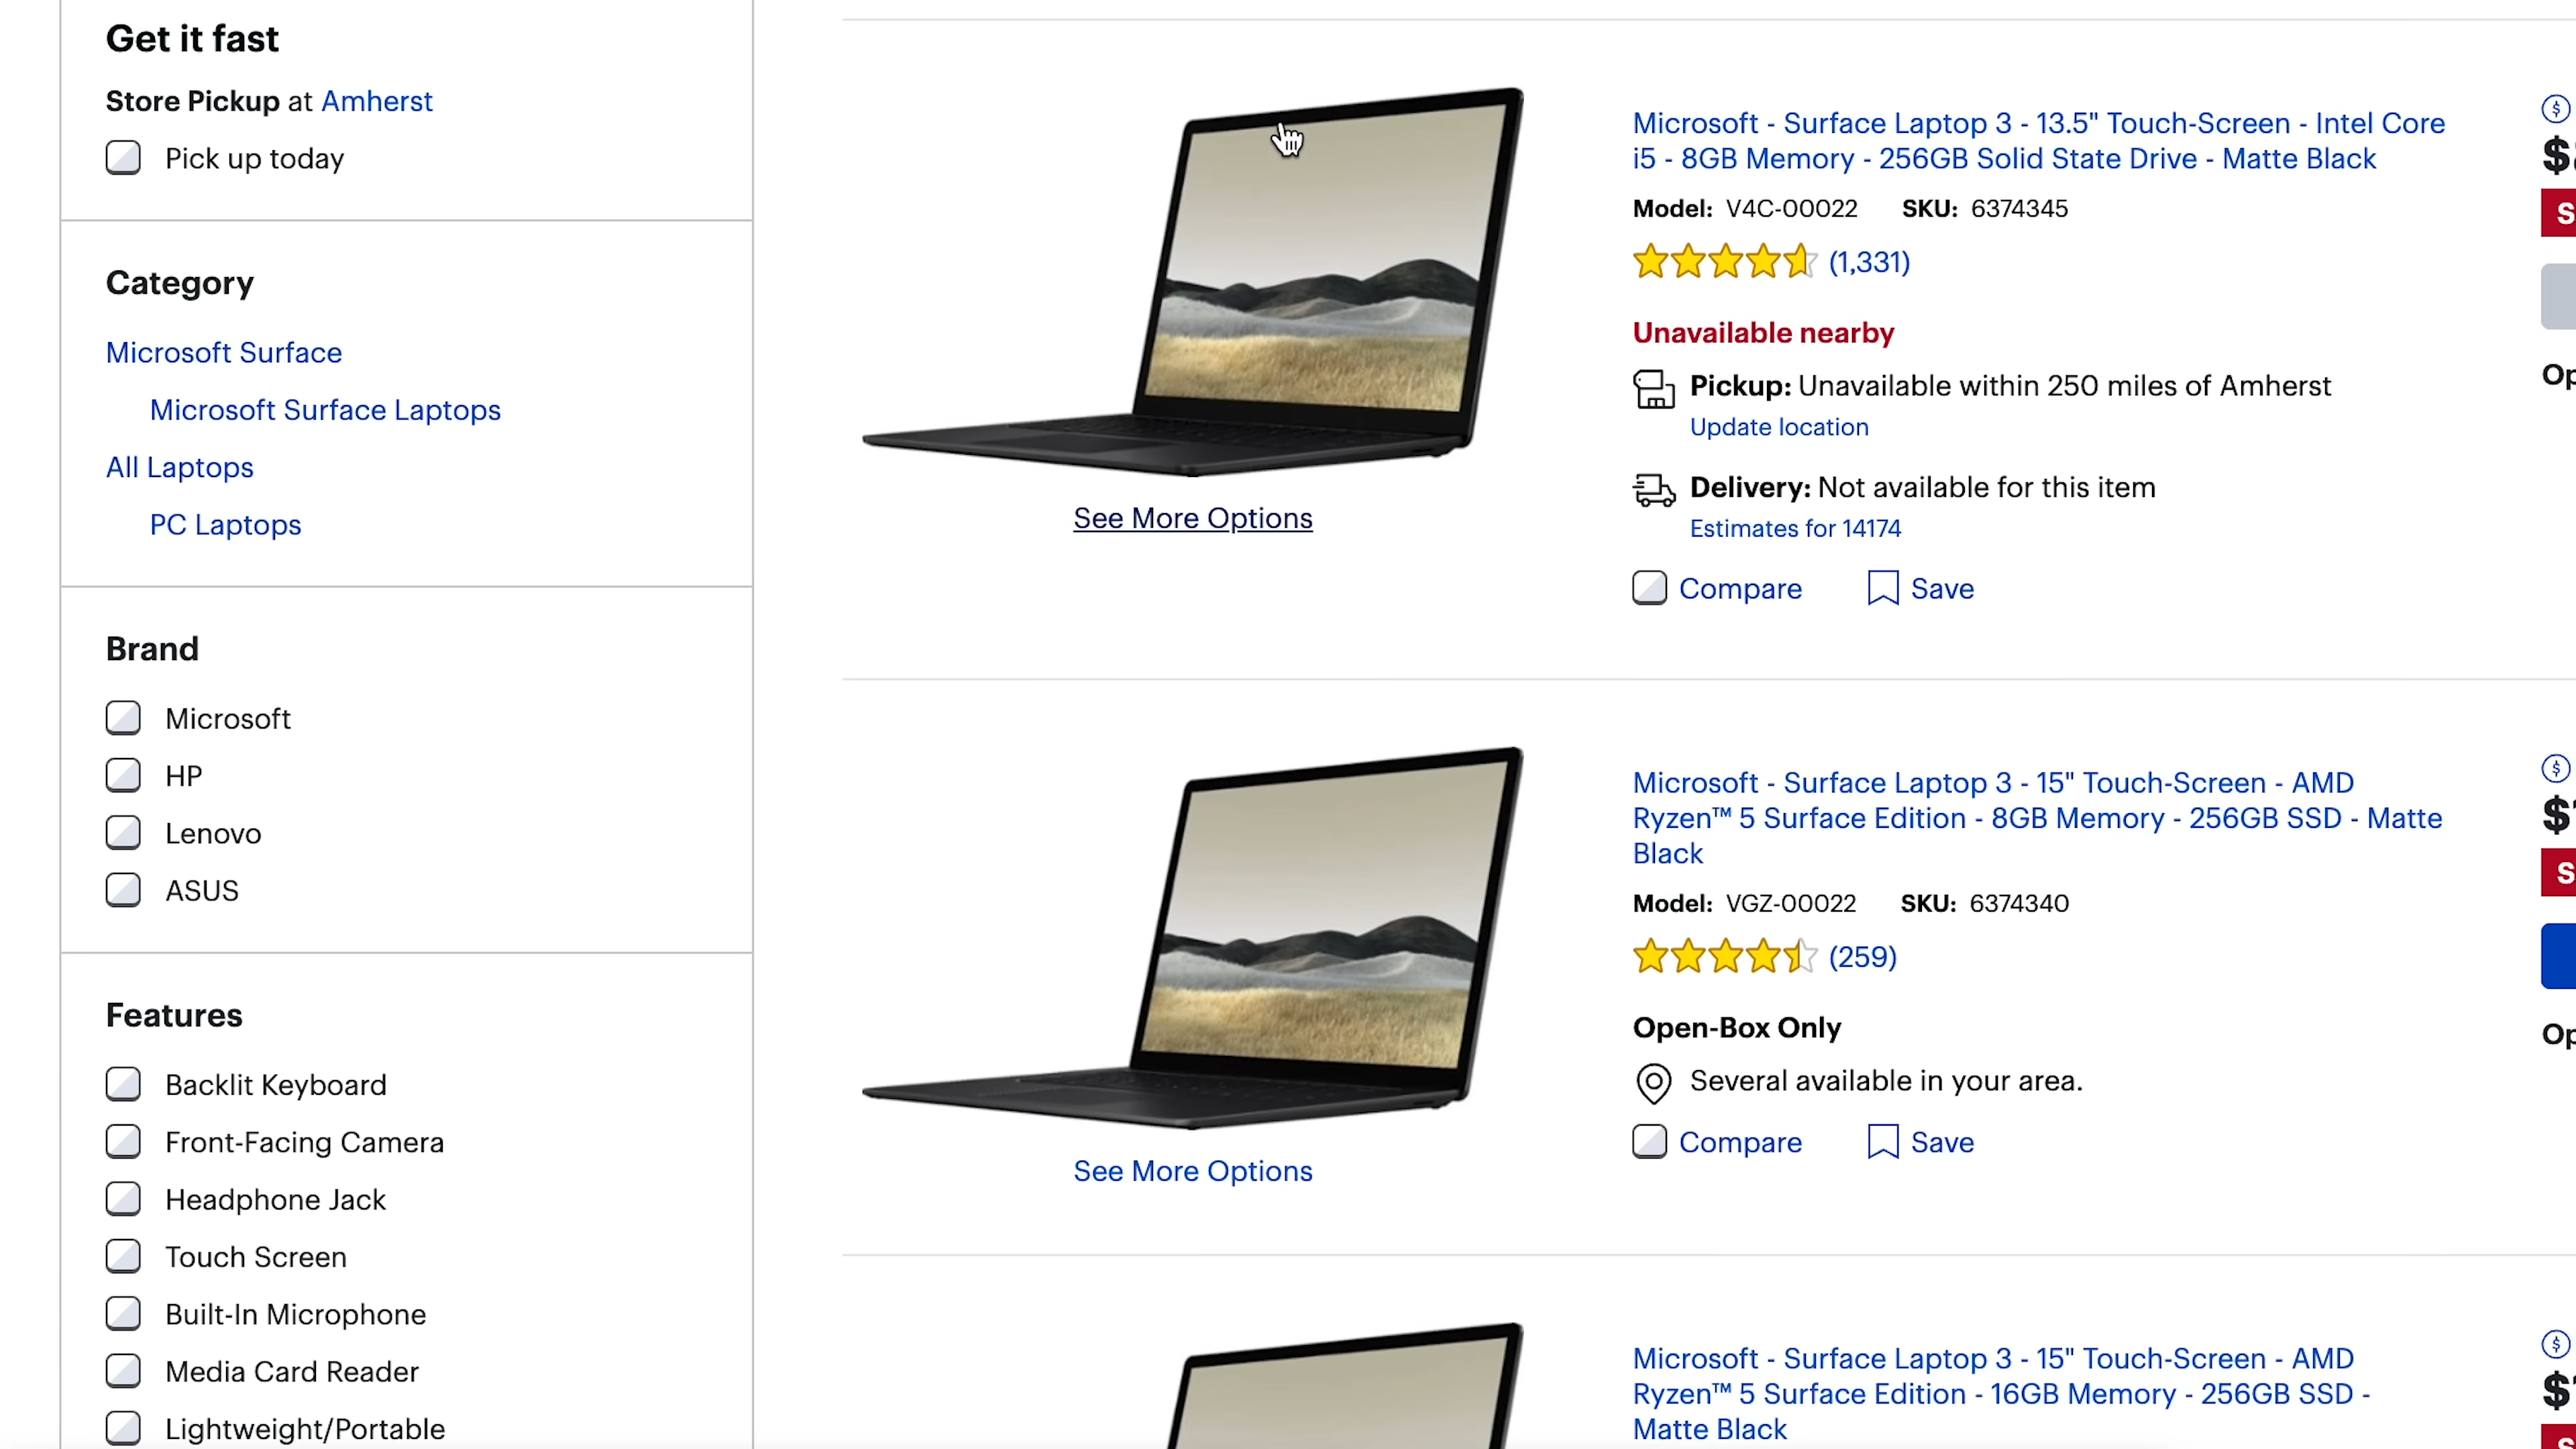 Get it fast
Store Pickup at Amherst
Pick up today
Category
Microsoft Surface
Microsoft Surface Laptops
All Laptops
PC Laptops
Brand
Microsoft
HP
Lenovo
ASUS
Features
Backlit Keyboard
Front-Facing Camera
Headphone Jack
Touch Screen
Built-In Microphone
Media Card Reader
Lightweight/Portable
See More Options
Microsoft - Surface Laptop 3 - 13.5" Touch-Screen - Intel Core
i5 - 8GB Memory - 256GB Solid State Drive - Matte Black
Model: V4C-00022 SKU: 6374345
(1,331)
Unavailable nearby
Pickup: Unavailable within 250 miles of Amherst
Update location
Delivery: Not available for this item
Estimates for 14174
Compare Save
See More Options
Microsoft - Surface Laptop 3 - 15" Touch-Screen - AMD
Ryzen™ 5 Surface Edition - 8GB Memory - 256GB SSD - Matte
Black
Model: VGZ-00022 SKU: 6374340
(259)
Open-Box Only
Several available in your area.
Compare Save
Microsoft - Surface Laptop 3 - 15" Touch-Screen - AMD
Ryzen™ 5 Surface Edition - 16GB Memory - 256GB SSD -
Matte Black